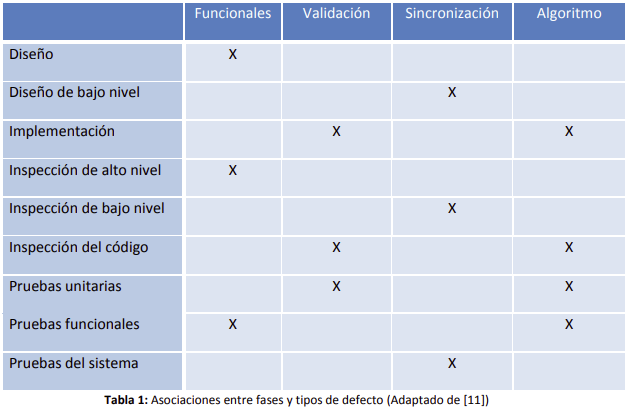 Funcionales Validación Sincronización Algoritmo
Diseño X
Diseño de bajo nivel X
Implementación X X
Inspección de alto nivel X
Inspección de bajo nivel X
Inspección del código X X
Pruebas unitarias X X
Pruebas funcionales X X
Pruebas del sistema X
Tabla 1: Asociaciones entre fases y tipos de defecto (Adaptado de [11])